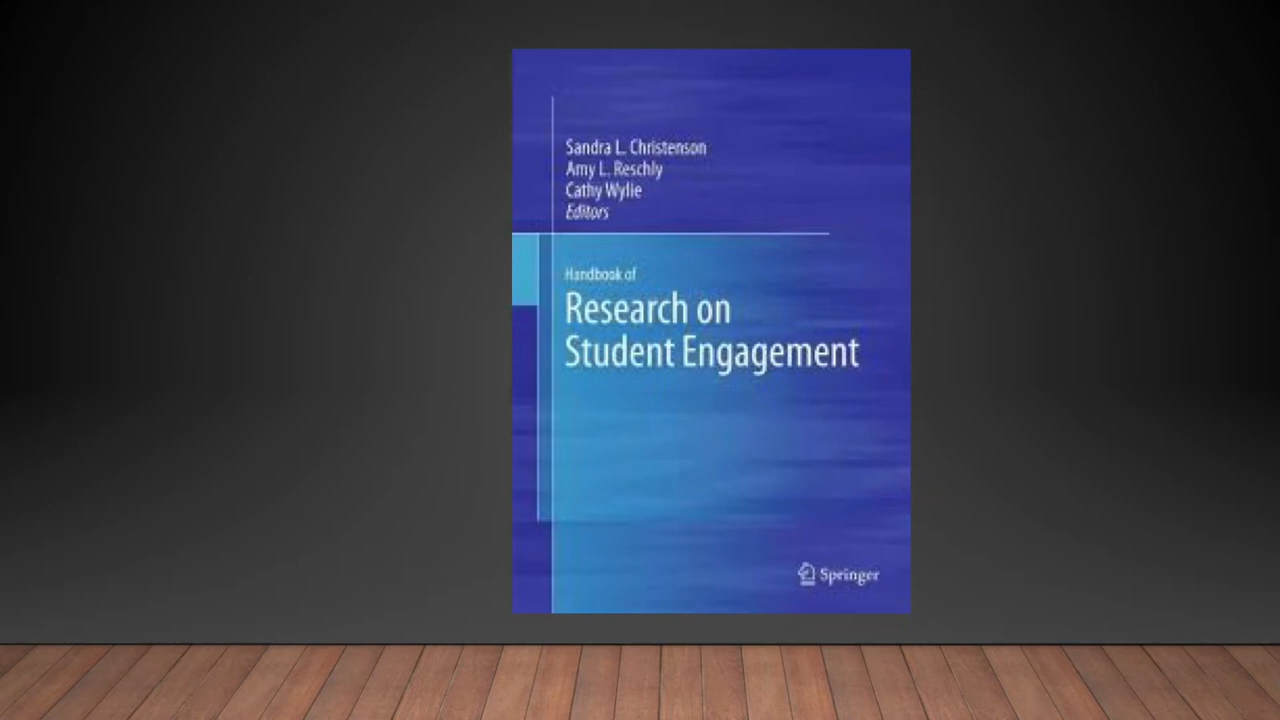 Sandra L. Christenson
Amy L. Reschly
Cathy Wylie
Editors
Handbook of
Research on
Student Engagement
Springer